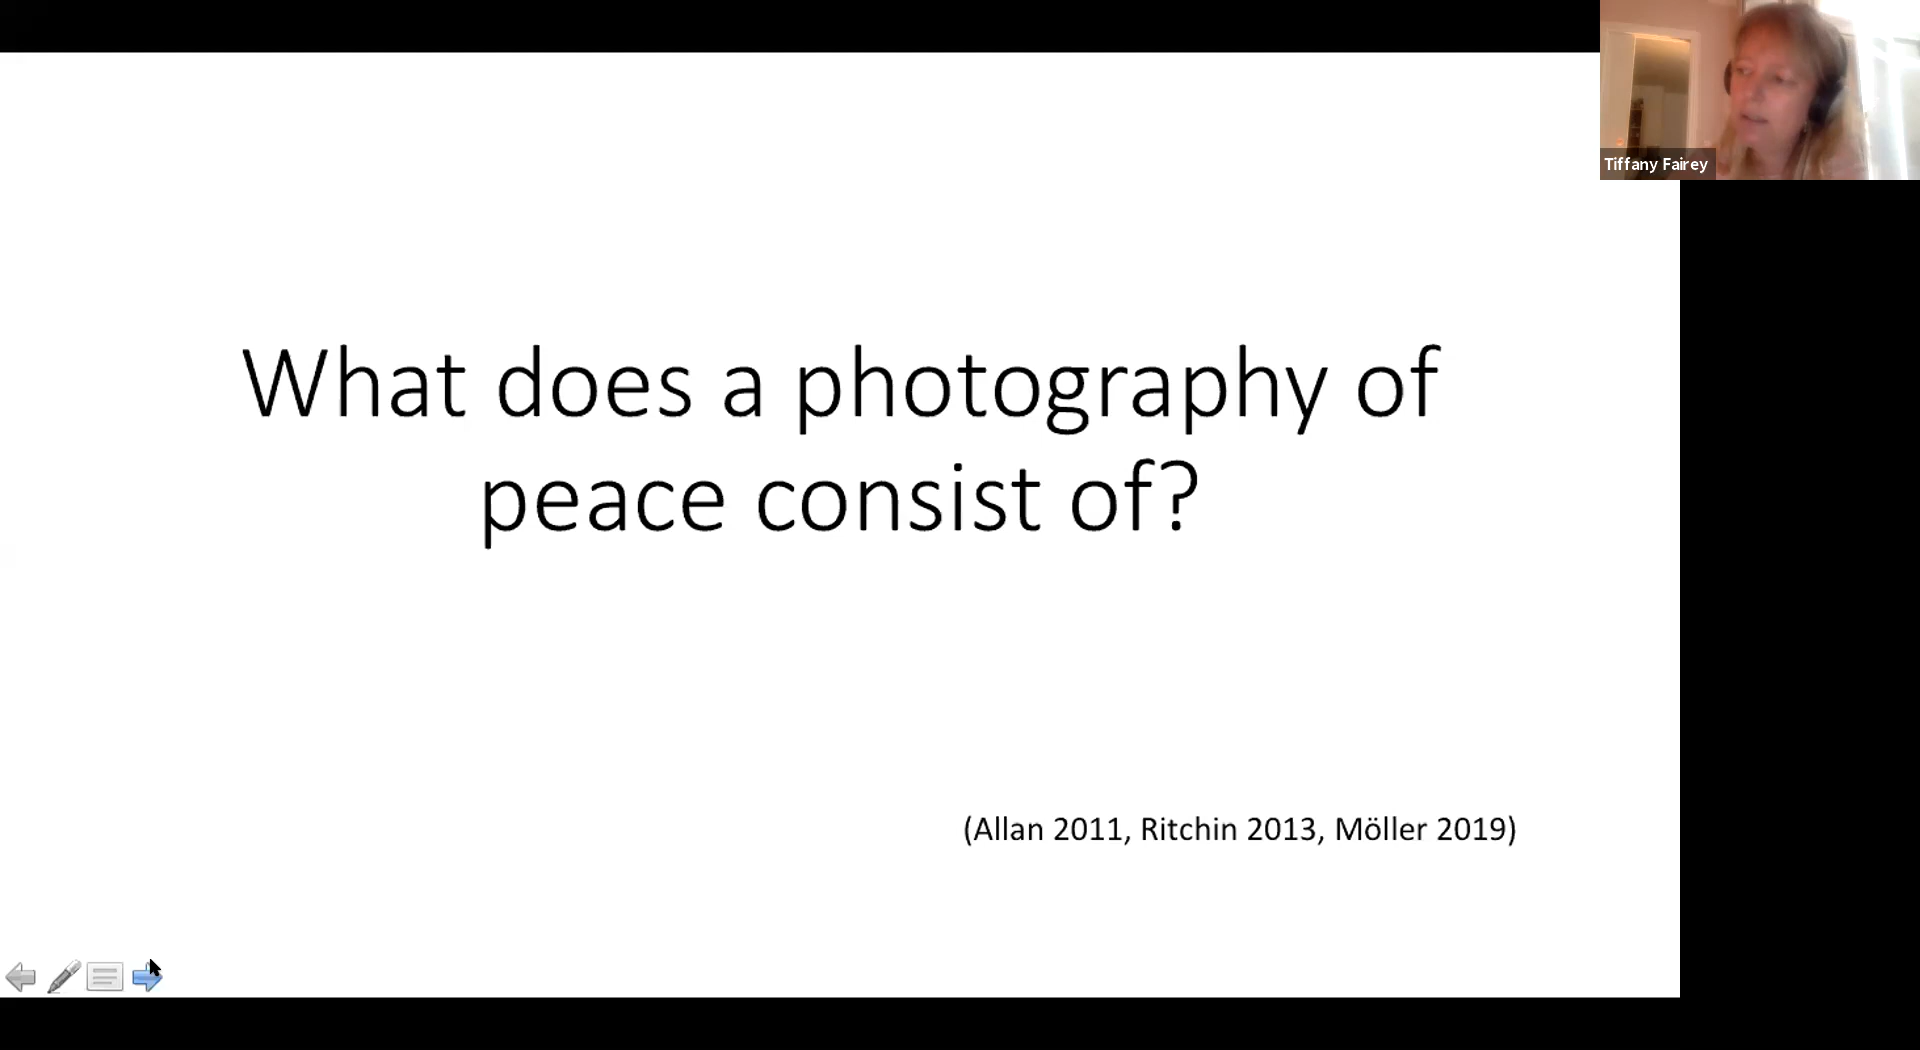 Tiffany Fairey
What does a photography of
peace consist of?
(Allan 2011, Ritchin 2013, Möller 2019)